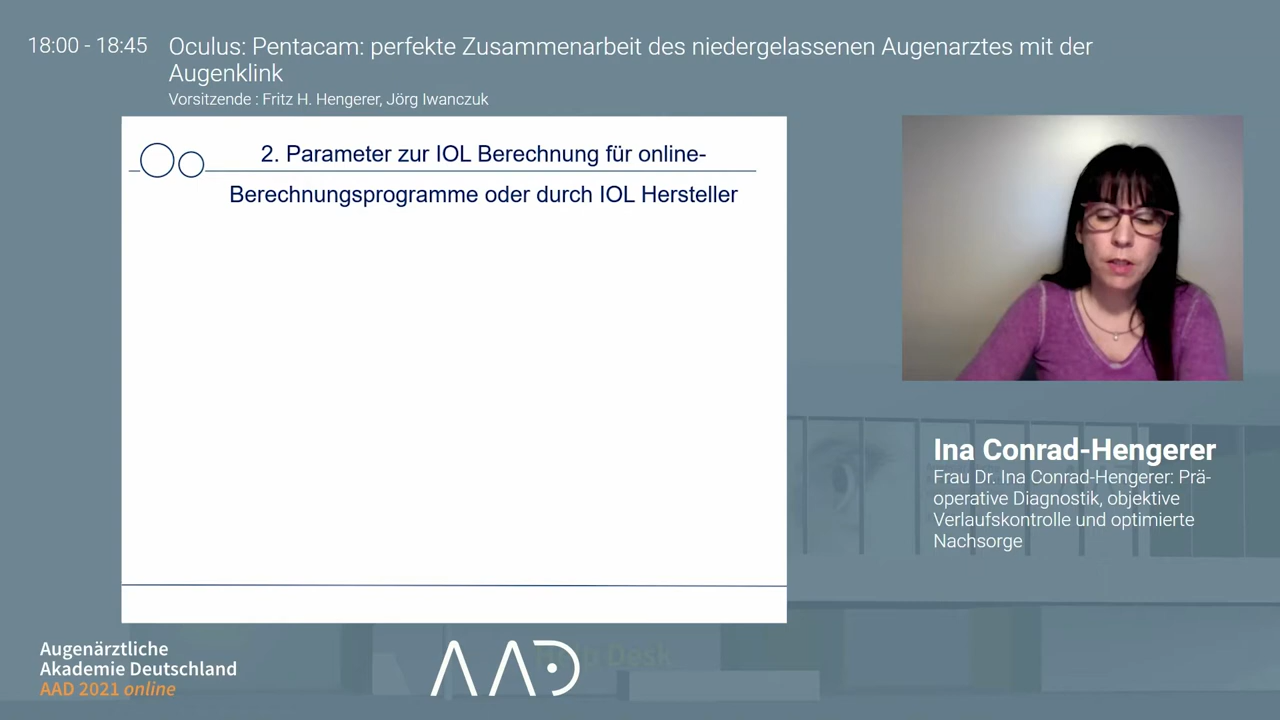 18:00 - 18:45
Oculus: Pentacam: perfekte Zusammenarbeit des niedergelassenen Augenarztes mit der
Augenklink
Vorsitzende : Fritz H. Hengerer, Jörg Iwanczuk
2. Parameter zur IOL Berechnung für online-
Berechnungsprogramme oder durch IOL Hersteller
Ina Conrad-Hengerer
Frau Dr. Ina Conrad-Hengerer: Prä-
operative Diagnostik, objektive
Verlaufskontrolle und optimierte
Nachsorge
Augenärztliche
Akademie Deutschland
AAD 2021 online
AAD
Desk